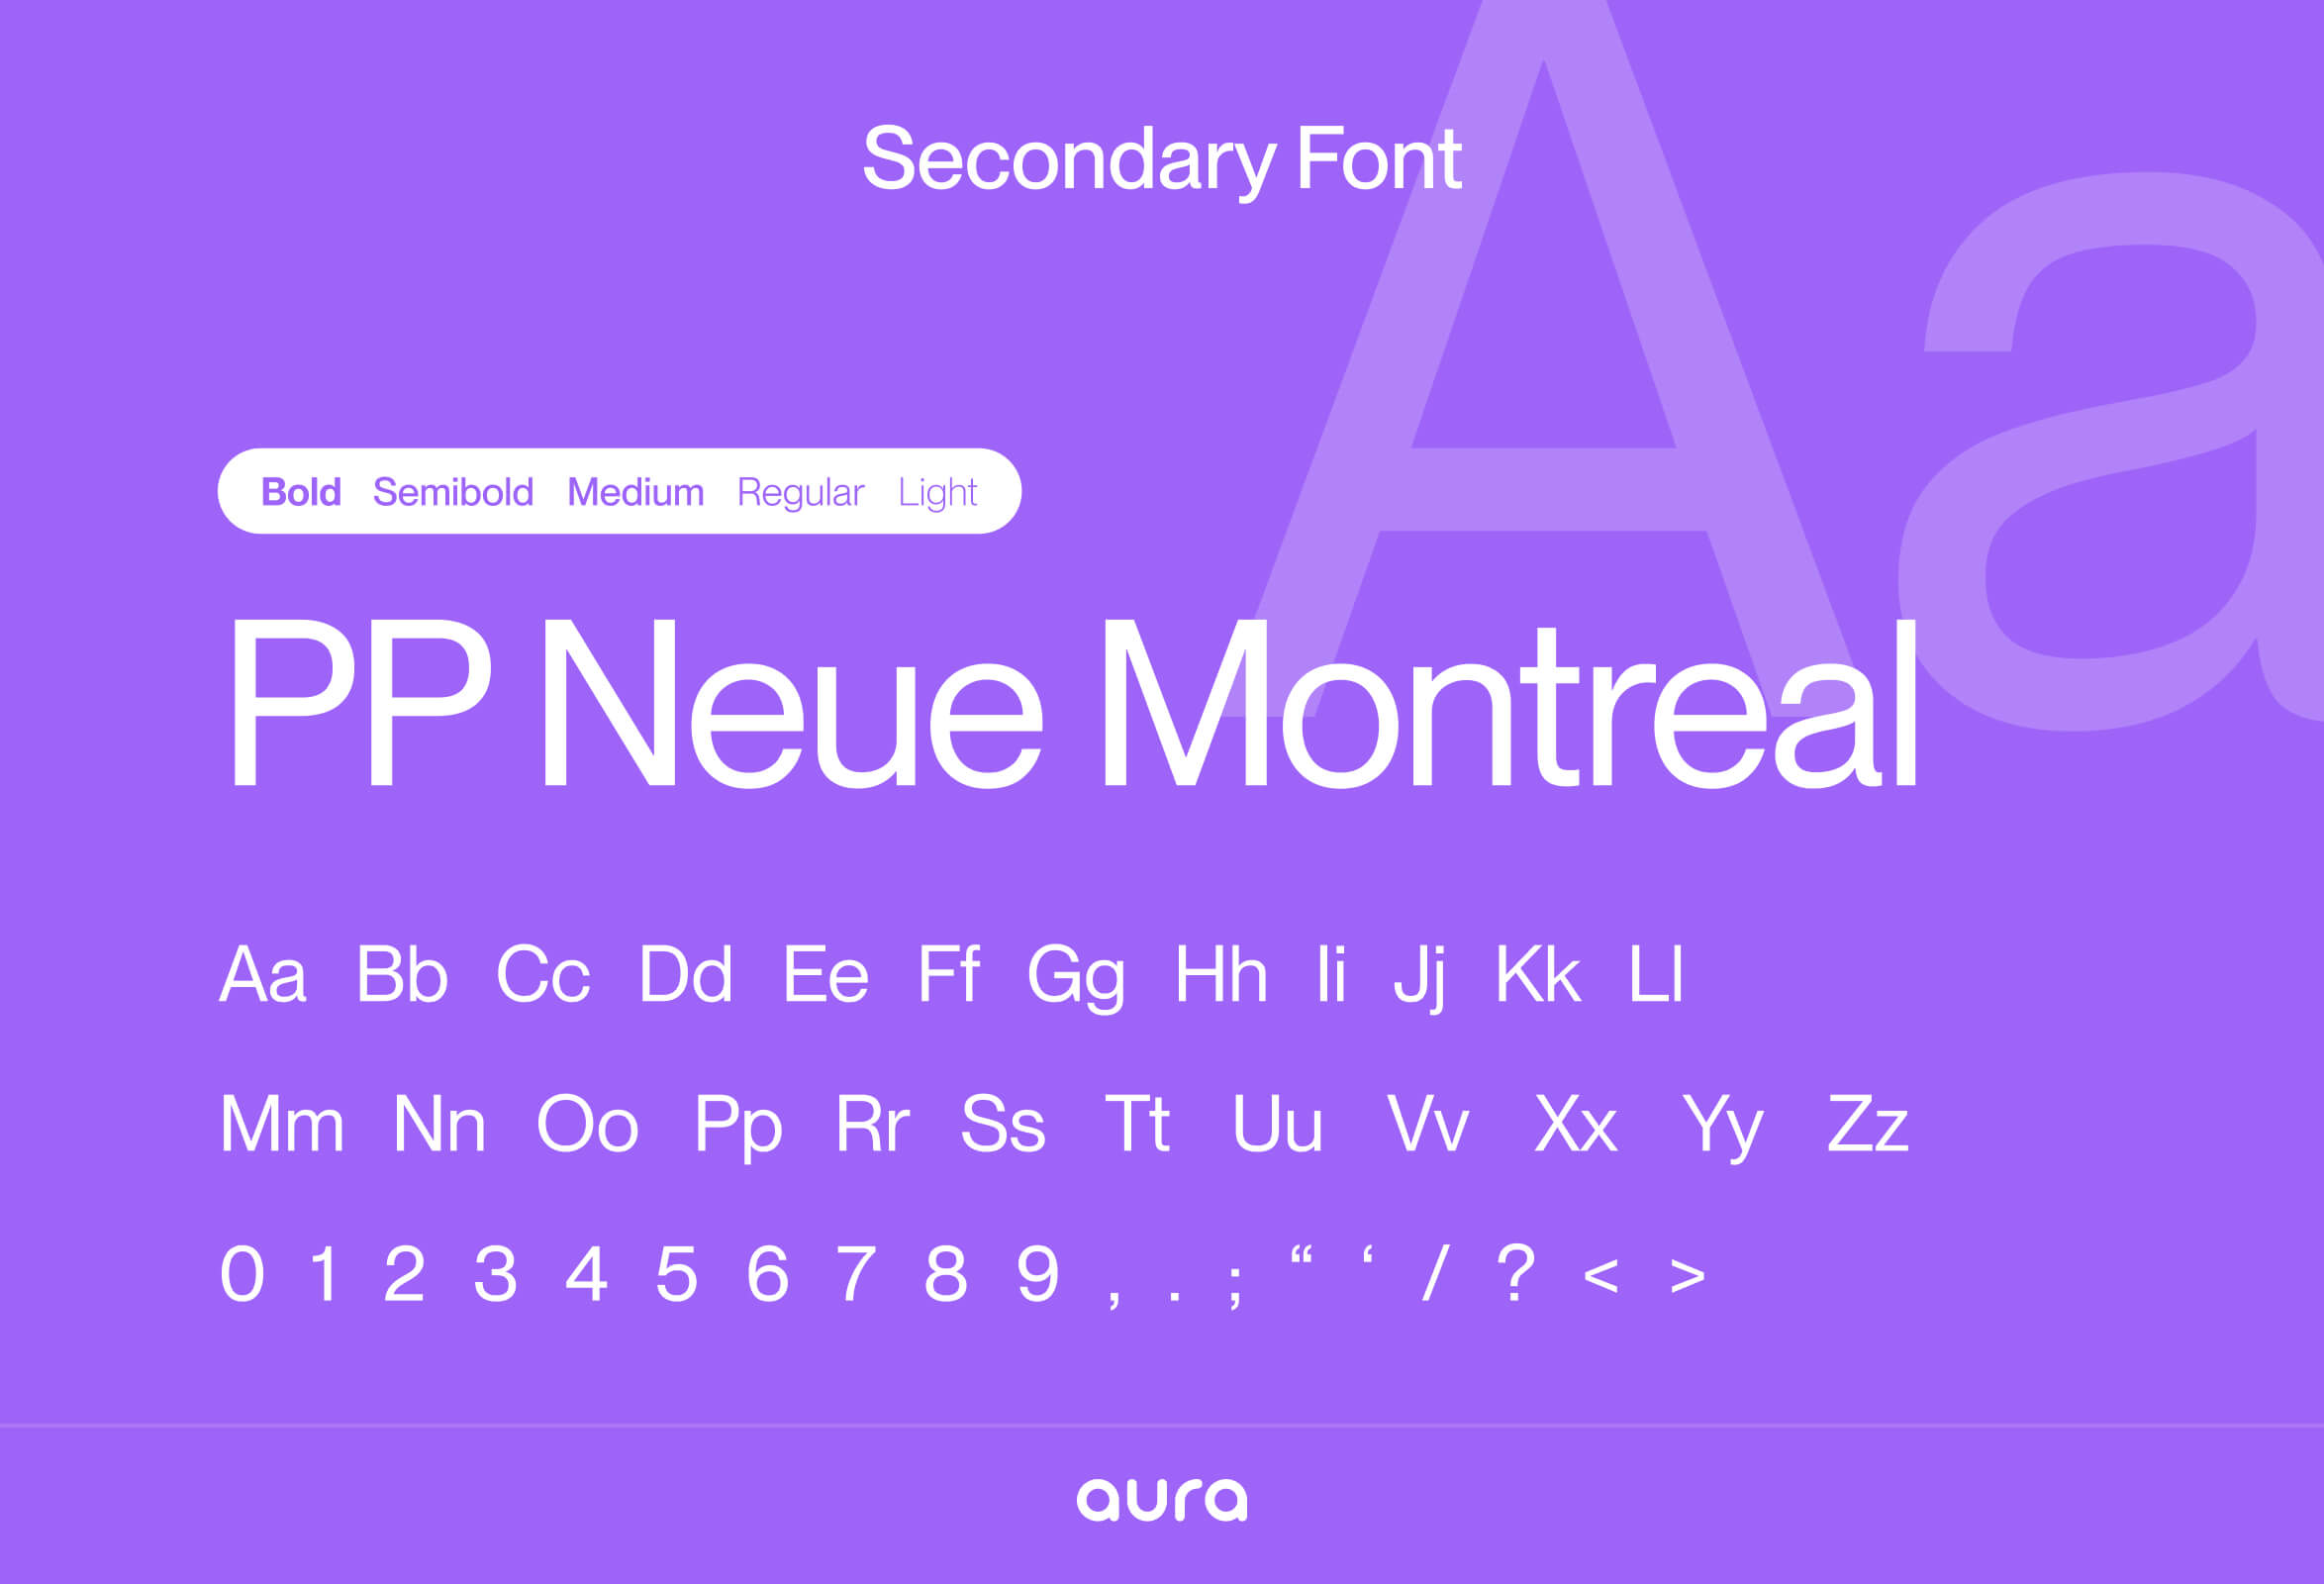 Secondary Font
Aa
Bold Semibold Medium Regular Light
PP Neue Montreal
Aa Bb Cc Dd Ee Ff Gg Hh Ii Jj Kk Ll
Mm Nn Oo Pp Rr Ss Tt Uu Vv Xx Yy Zz
0 1 2 3 4 5 6 7 8 9 , . ; “ ‘ / ? < >
aura